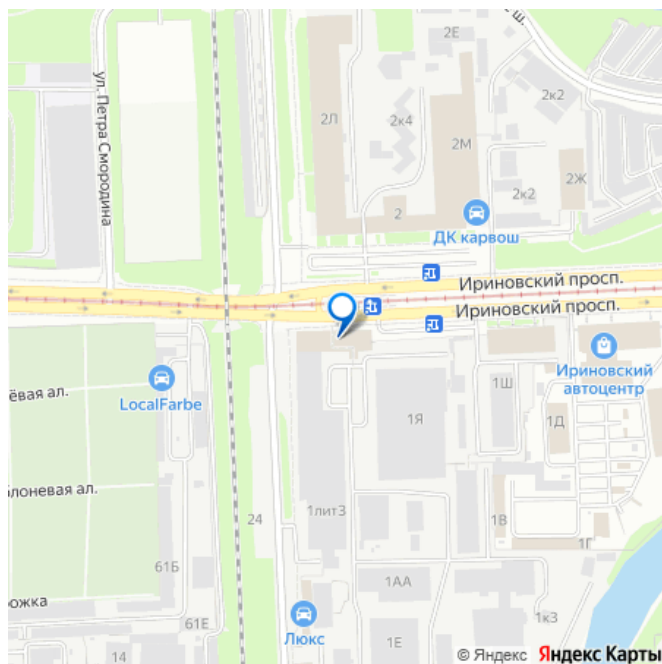 ш.
2Е
ул. Петра Смородина
2к2
2Л
2к4
2М
2к2
2Ж
2
ДК карвош
Ириновский просп.
Ириновский просп.
Ириновский
автоцентр
LocalFarbe
ёвая ал.
1Ш
1Я
1Д
блоневая ал.
24
1литЗ
1В
1Г
61Б
1АА
рожка
61Е
1к3
Люкс
14
1Е
© Яндекс Яндекс Карты